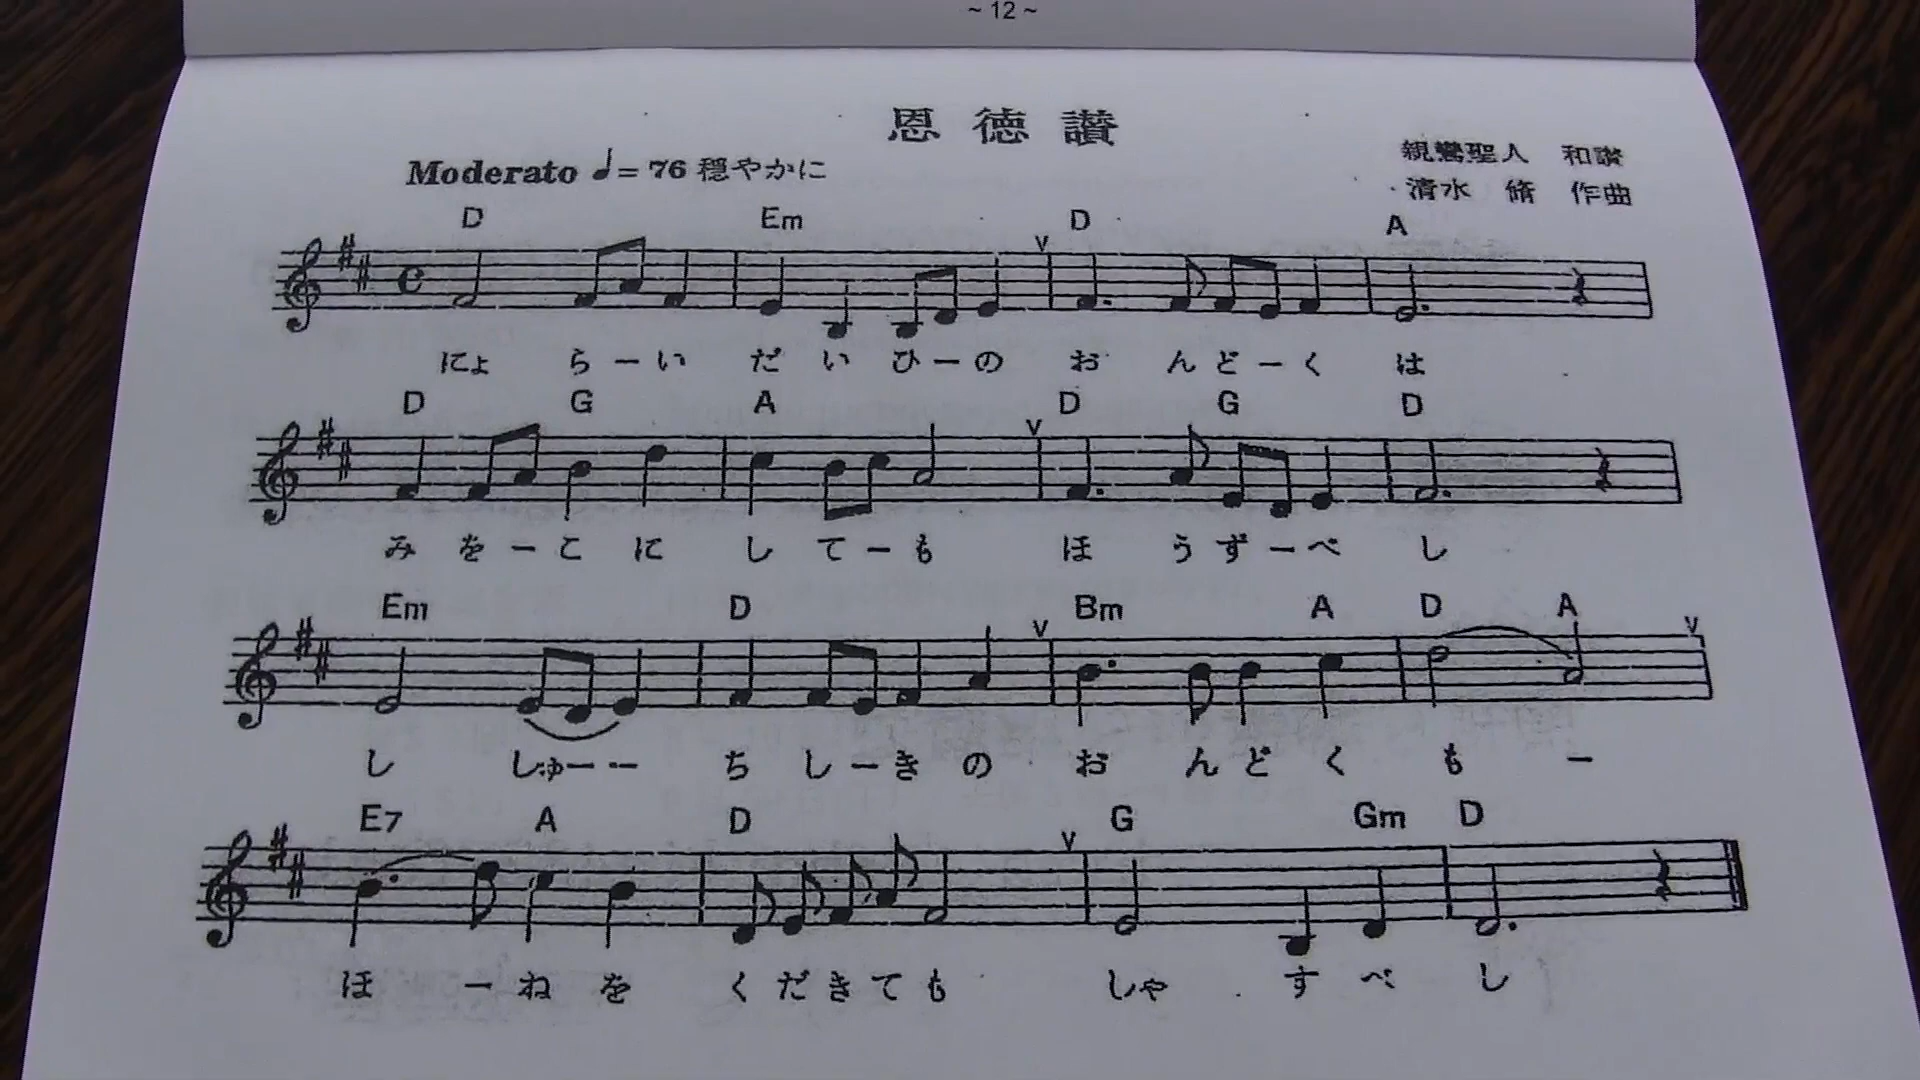 ~ 12 ~
恩徳讃
Moderato ♩= 76 穏やかに
親鸞聖人 和讃
清水 脩 作曲
D Em D A
にょ らーい だ い ひーの お んどーく は
D G A D G D
み をーこ に し てーも ほ うずーべ し
Em D Bm A D A
し しゅーー ち しーき の お ん ど く も ー
E7 A D G Gm D
ほ ーね を く だ き て も しゃ す べ し